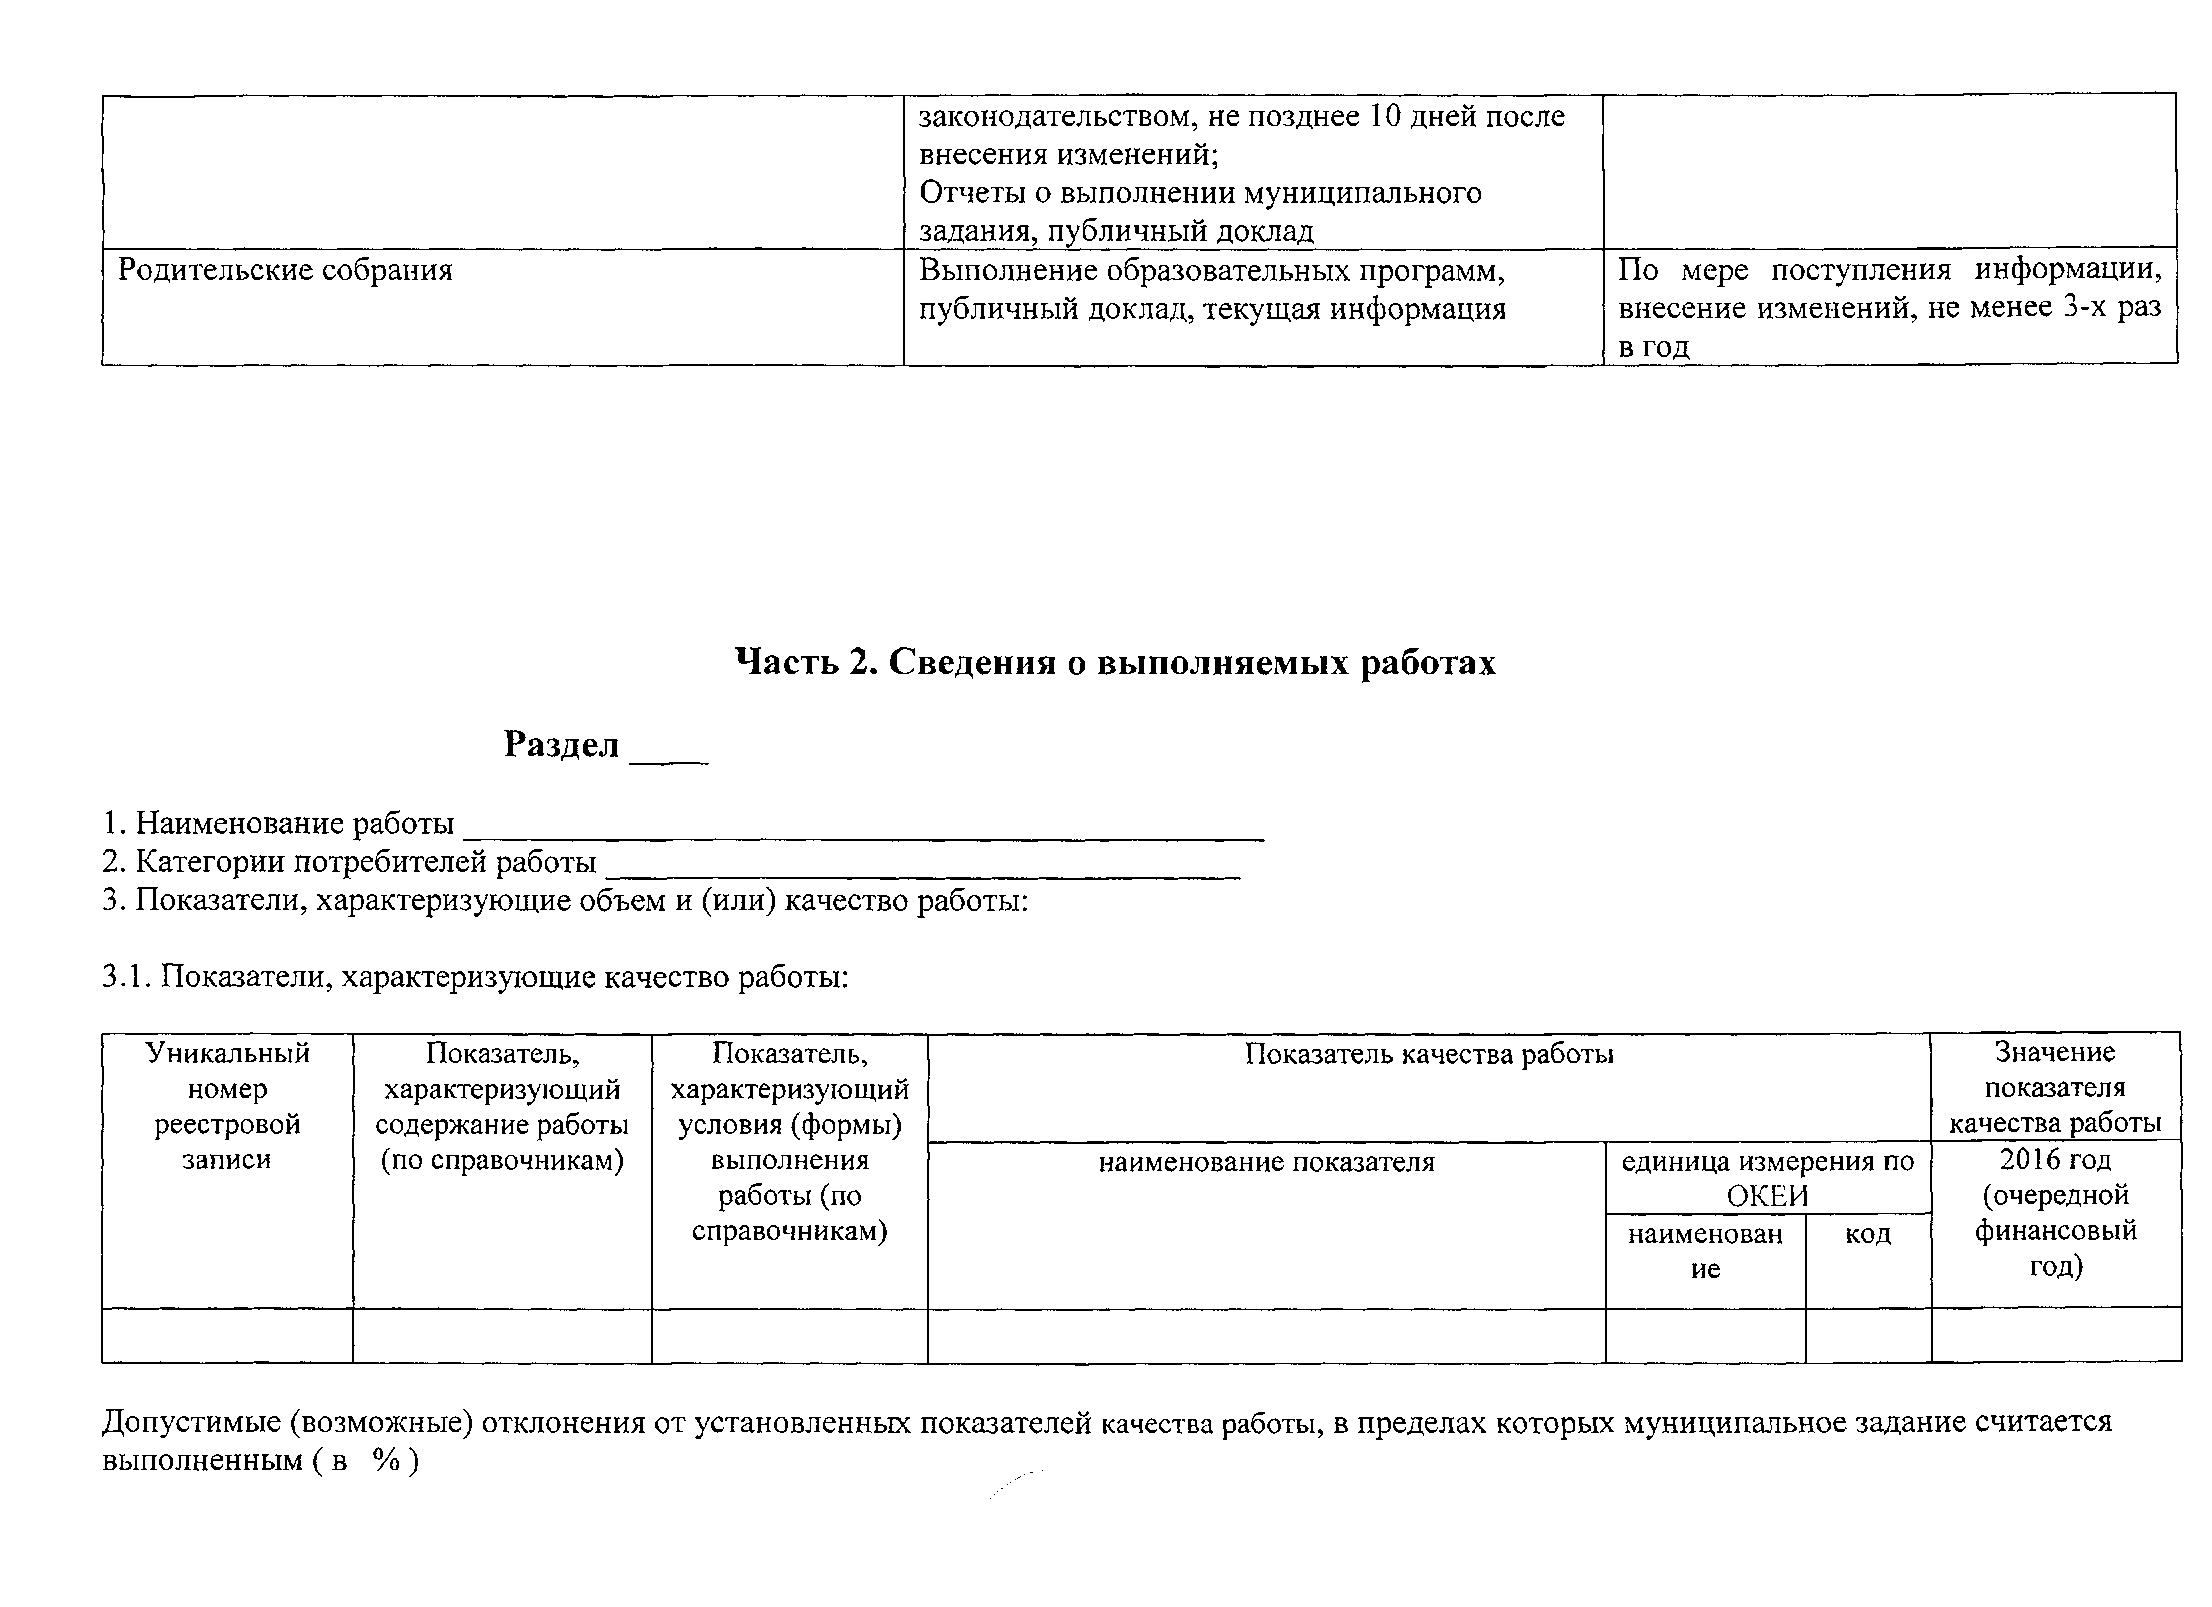 законодательством, не позднее 10 дней после
внесения изменений;
Отчеты о выполнении муниципального
задания, публичный доклад
Родительские собрания
Выполнение образовательных программ,
публичный доклад, текущая информация
По мере поступления информации,
внесение изменений, не менее 3-х раз
в год
Часть 2. Сведения о выполняемых работах
Раздел ____
1. Наименование работы ____
2. Категории потребителей работы ____
3. Показатели, характеризующие объем и (или) качество работы:
3.1. Показатели, характеризующие качество работы:
Уникальный
номер
реестровой
записи
Показатель,
характеризующий
содержание работы
(по справочникам)
Показатель,
характеризующий
условия (формы)
выполнения
работы (по
справочникам)
Показатель качества работы
Значение
показателя
качества работы
наименование показателя
единица измерения по
ОКЕИ
наименован
ие
код
2016 год
(очередной
финансовый
год)
Допустимые (возможные) отклонения от установленных показателей качества работы, в пределах которых муниципальное задание считается
выполненным ( в % )